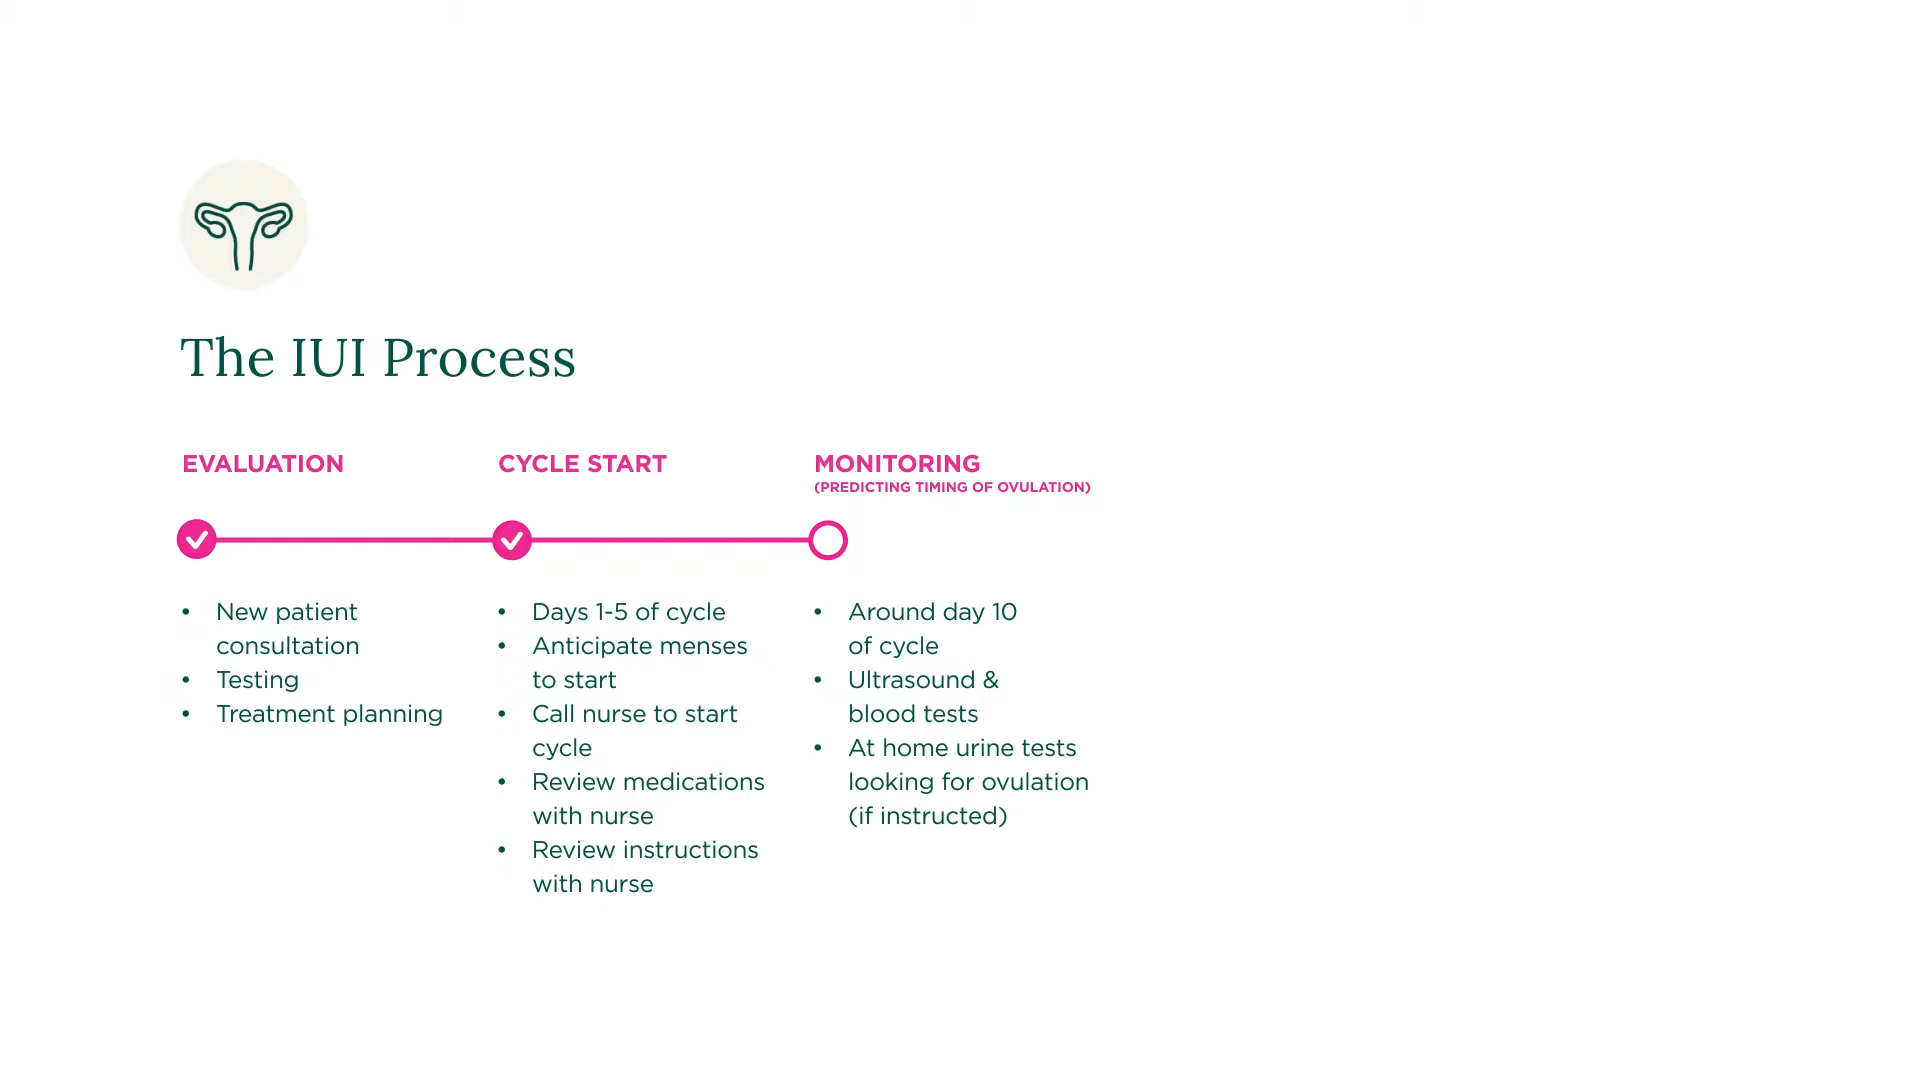 The IUI Process
EVALUATION
• New patient
consultation
• Testing
• Treatment planning
CYCLE START
• Days 1-5 of cycle
• Anticipate menses
to start
• Call nurse to start
cycle
• Review medications
with nurse
• Review instructions
with nurse
MONITORING
(PREDICTING TIMING OF OVULATION)
• Around day 10
of cycle
• Ultrasound &
blood tests
• At home urine tests
looking for ovulation
(if instructed)